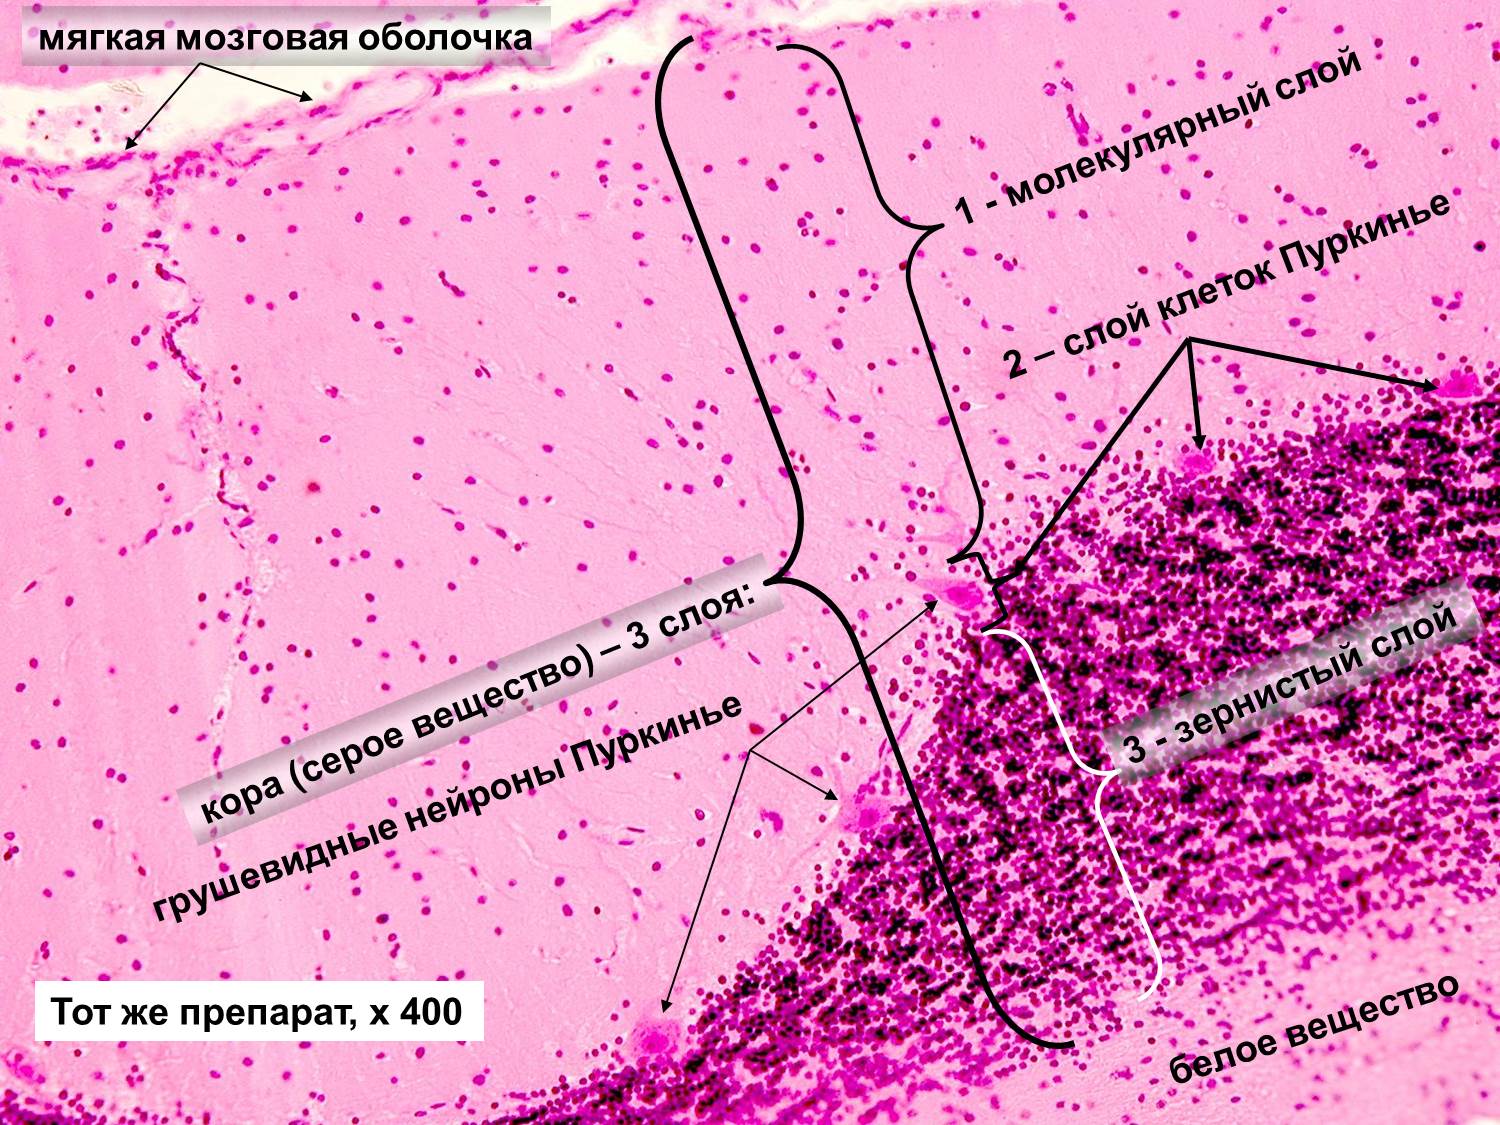 мягкая мозговая оболочка
1 - молекулярный слой
2 – слой клеток Пуркинье
кора (серое вещество) – 3 слоя:
грушевидные нейроны Пуркинье
3 - зернистый слой
Тот же препарат, х 400
белое вещество